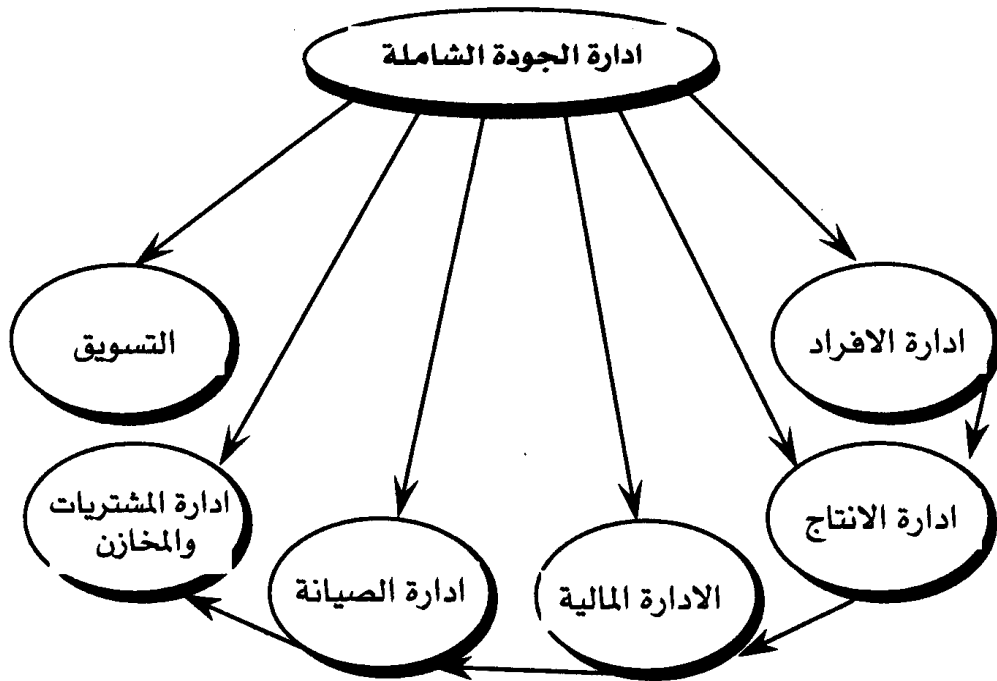 ادارة الجودة الشاملة
ادارة الافراد
التسويق
ادارة الانتاج
ادارة المشتريات
والمخازن
الادارة المالية
ادارة الصيانة